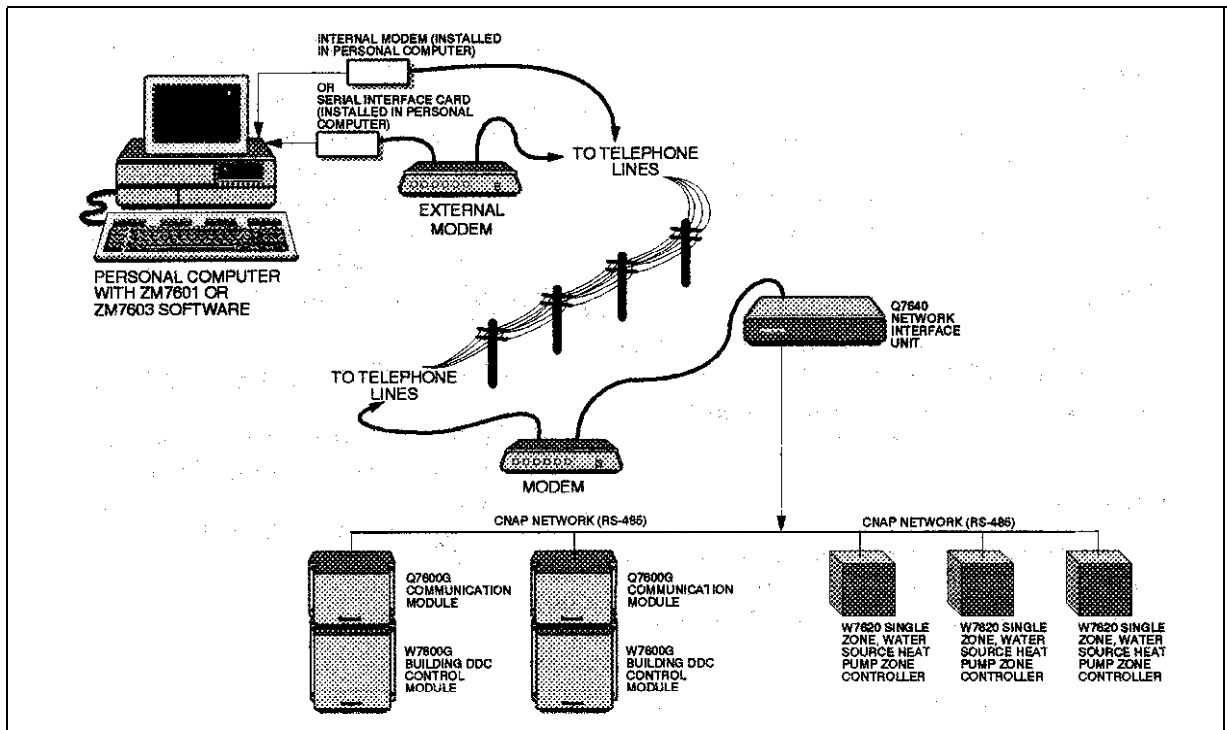 INTERNAL MODEM (INSTALLED
IN PERSONAL COMPUTER)
OR
SERIAL INTERFACE CARD
(INSTALLED IN PERSONAL
COMPUTER)
TO TELEPHONE
LINES
EXTERNAL
MODEM
PERSONAL COMPUTER
WITH ZM7601 OR
ZM7603 SOFTWARE
Q7640
NETWORK
INTERFACE
UNIT
TO TELEPHONE
LINES
MODEM
CNAP NETWORK (RS-485)
CNAP NETWORK (RS-485)
Q7600G
COMMUNICATION
MODULE
W7600G
BUILDING DDC
CONTROL
MODULE
Q7600G
COMMUNICATION
MODULE
W7600G
BUILDING DDC
CONTROL
MODULE
W7620 SINGLE
ZONE, WATER
SOURCE HEAT
PUMP ZONE
CONTROLLER
W7620 SINGLE
ZONE, WATER
SOURCE HEAT
PUMP ZONE
CONTROLLER
W7620 SINGLE
ZONE, WATER
SOURCE HEAT
PUMP ZONE
CONTROLLER